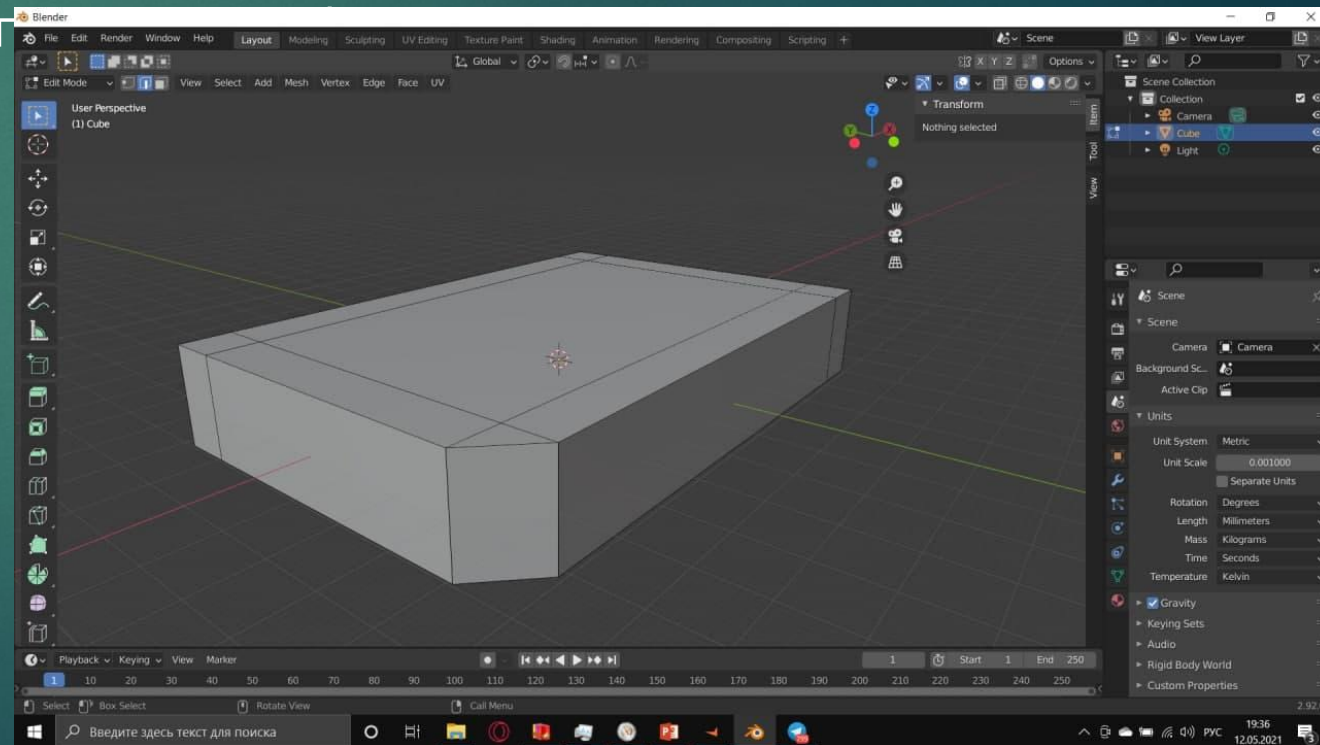 Blender
File Edit Render Window Help Layout Modeling Sculpting UV Editing Texture Paint Shading Animation Rendering Compositing Scripting + Scene View Layer
Global X Y Z Options
Edit Mode View Select Add Mesh Vertex Edge Face UV
User Perspective
(1) Cube
Z
Y
X
Transform
Nothing selected
Item
Tool
View
Scene Collection
Collection
Camera
Cube
Light
Scene
Scene
Camera Camera
Background Sc...
Active Clip
Units
Unit System Metric
Unit Scale 0.001000
Separate Units
Rotation Degrees
Length Millimeters
Mass Kilograms
Time Seconds
Temperature Kelvin
Gravity
Keying Sets
Audio
Rigid Body World
Custom Properties
Playback Keying View Marker 1 Start 1 End 250
1 10 20 30 40 50 60 70 80 90 100 110 120 130 140 150 160 170 180 190 200 210 220 230 240 250
Select Box Select Rotate View Call Menu 2.92.
Введите здесь текст для поиска
РУС
19:36
12.05.2021